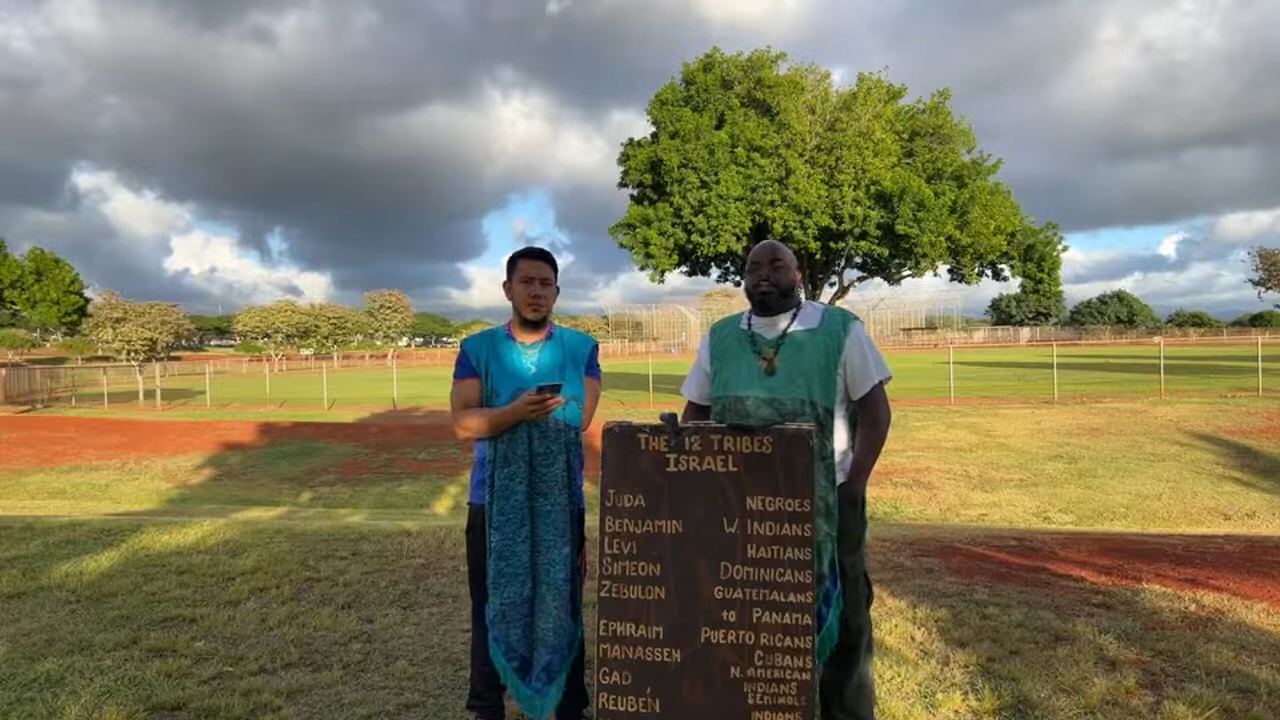 THE 12 TRIBES
ISRAEL
JUDA NEGROES
BENJAMIN W. INDIANS
LEVI HAITIANS
SIMEON DOMINICANS
ZEBULON GUATEMALANS
to PANAMA
EPHRAIM PUERTO RICANS
MANASSEH CUBANS
GAD N. AMERICAN
INDIANS
REUBEN SEMINOLE
INDIANS